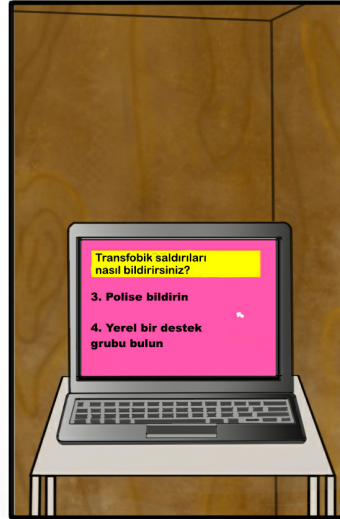 Transfobik saldırıları
nasıl bildirirsiniz?
3. Polise bildirin
4. Yerel bir destek
grubu bulun